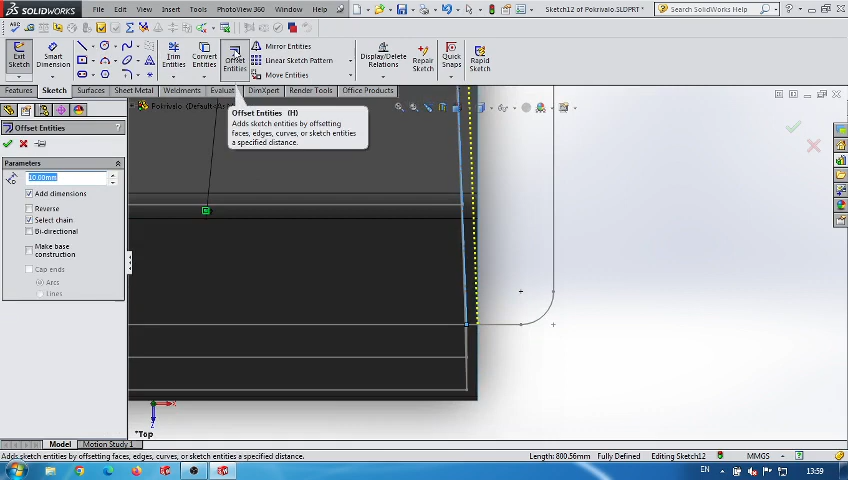 SOLIDWORKS
File Edit View Insert Tools PhotoView 360 Window Help
Sketch12 of Pokrivalo.SLDPRT *
Search SolidWorks Help
Exit Sketch
Smart Dimension
Trim Entities
Convert Entities
Offset Entities
Mirror Entities
Linear Sketch Pattern
Move Entities
Display/Delete Relations
Repair Sketch
Quick Snaps
Rapid Sketch
Features Sketch Surfaces Sheet Metal Weldments Evaluat DimXpert Render Tools Office Products
Pokrivalo (Default<As
Offset Entities (H)
Adds sketch entities by offsetting
faces, edges, curves, or sketch entities
a specified distance.
Offset Entities
Parameters
10.00mm
Add dimensions
Reverse
Select chain
Bi-directional
Make base construction
Cap ends
Arcs
Lines
X
Z
*Top
Model Motion Study 1
Adds sketch entities by offsetting faces, edges, curves, or sketch entities a specified distance.
Length: 800.56mm Fully Defined Editing Sketch12 MMGS
EN 13:59